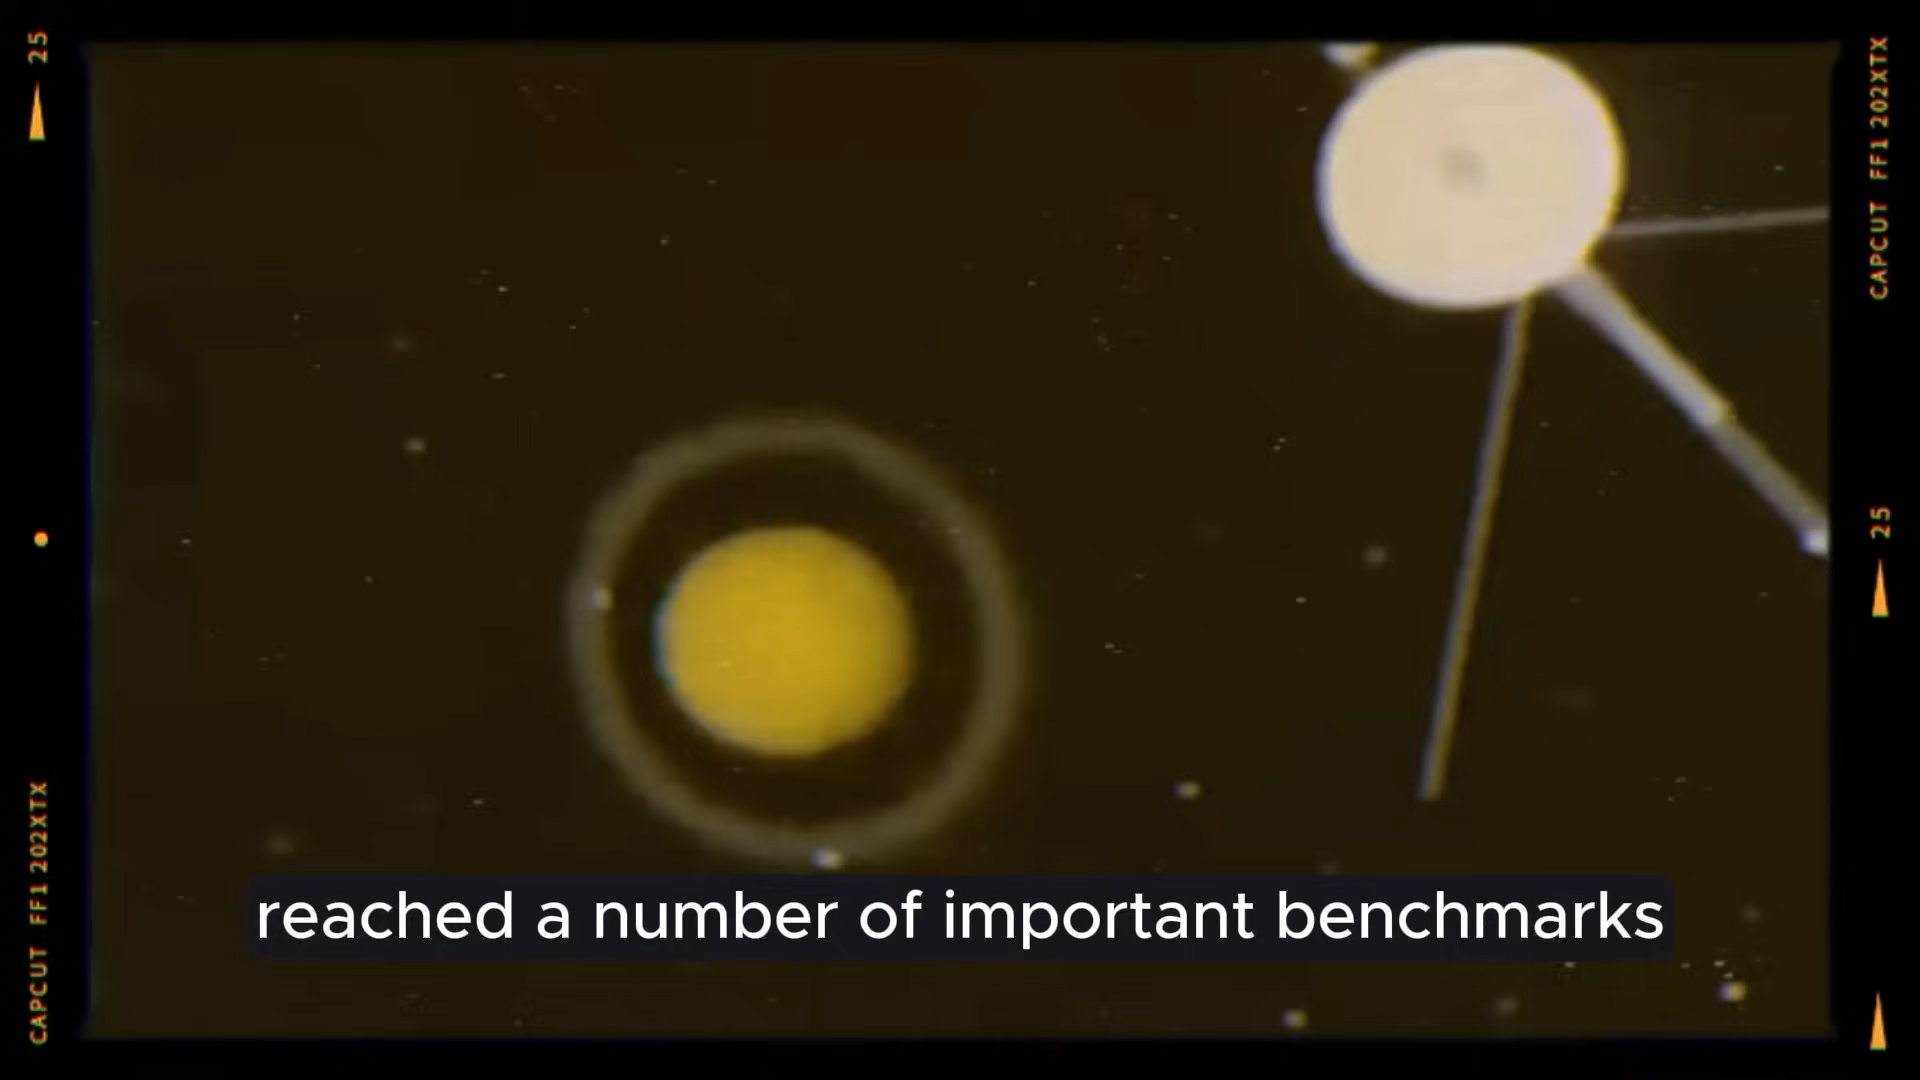 25
CAPCUT FF1 202XTX
CAPCUT FF1 202XTX
25
reached a number of important benchmarks